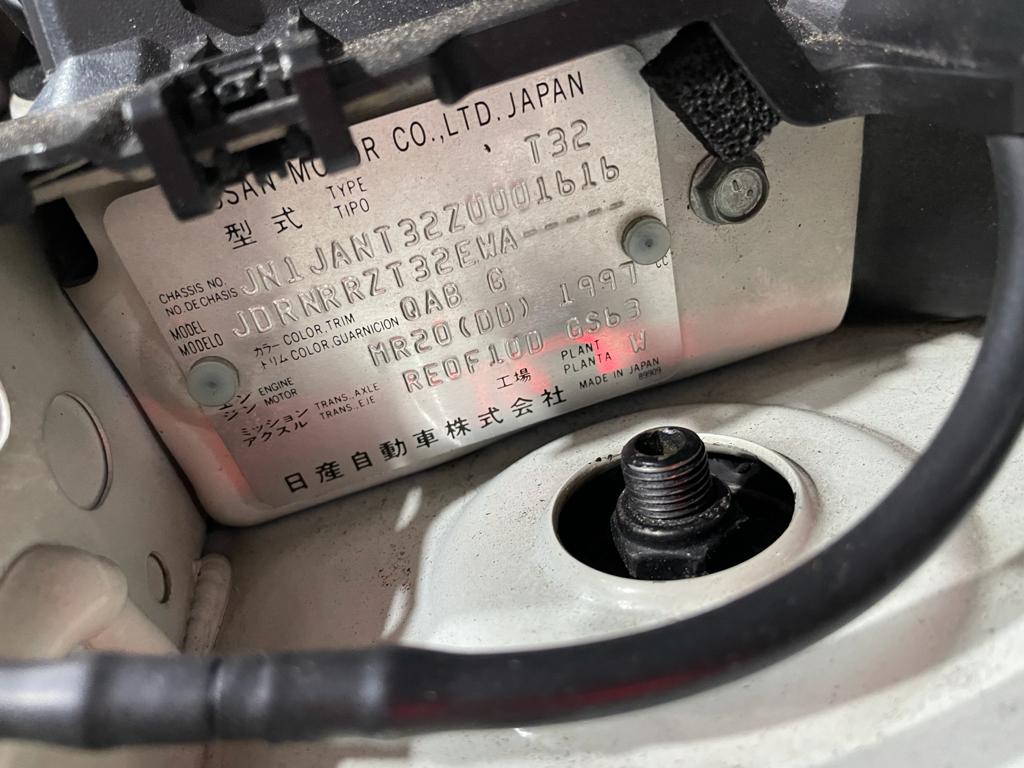 SSAN MO R CO.,LTD. JAPAN
型式 TYPE TIPO T32
CHASSIS NO. NO.DE CHASIS JN1JANT32Z0001616
MODEL MODELO JDRNRRZT32EWA-----
カラー COLOR.TRIM トリム COLOR.GUARNICION QAB G
エンジン ENGINE MOTOR MR20(DD) 1997 CC
ミッション アクスル TRANS.,AXLE TRANS.,EJE RE0F10D GS63
工場 PLANT PLANTA W
日産自動車株式会社 MADE IN JAPAN
89909